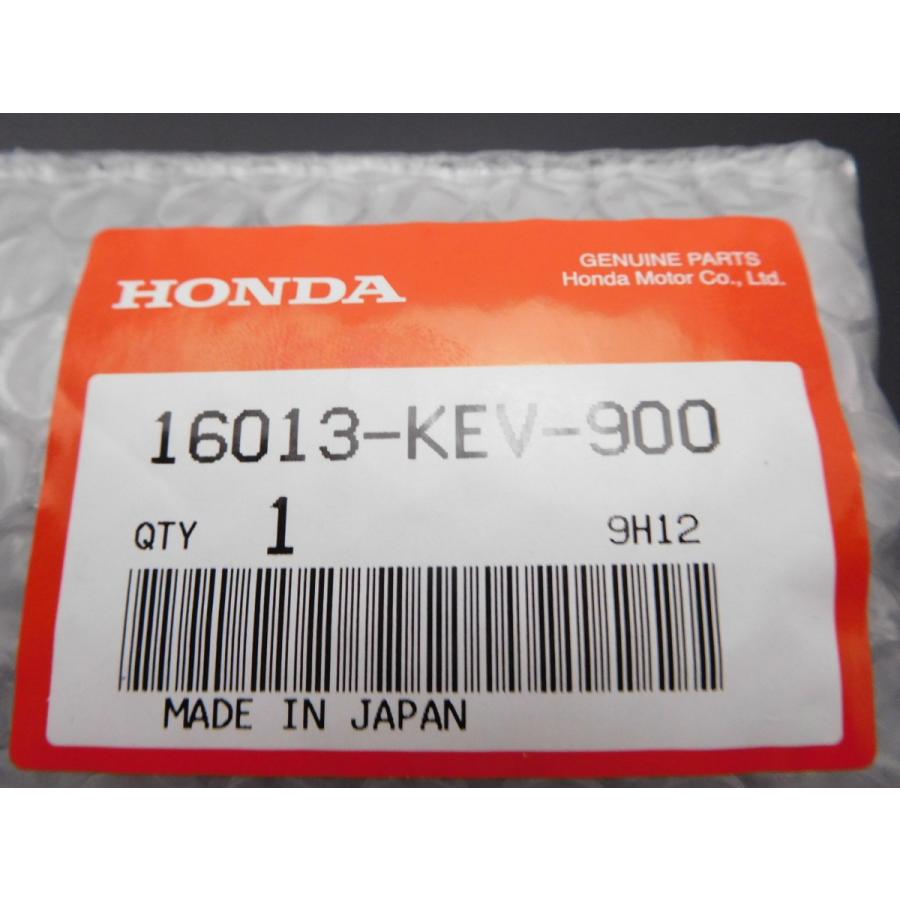 HONDA
GENUINE PARTS
Honda Motor Co., Ltd.
16013-KEV-900
QTY 1 9H12
MADE IN JAPAN